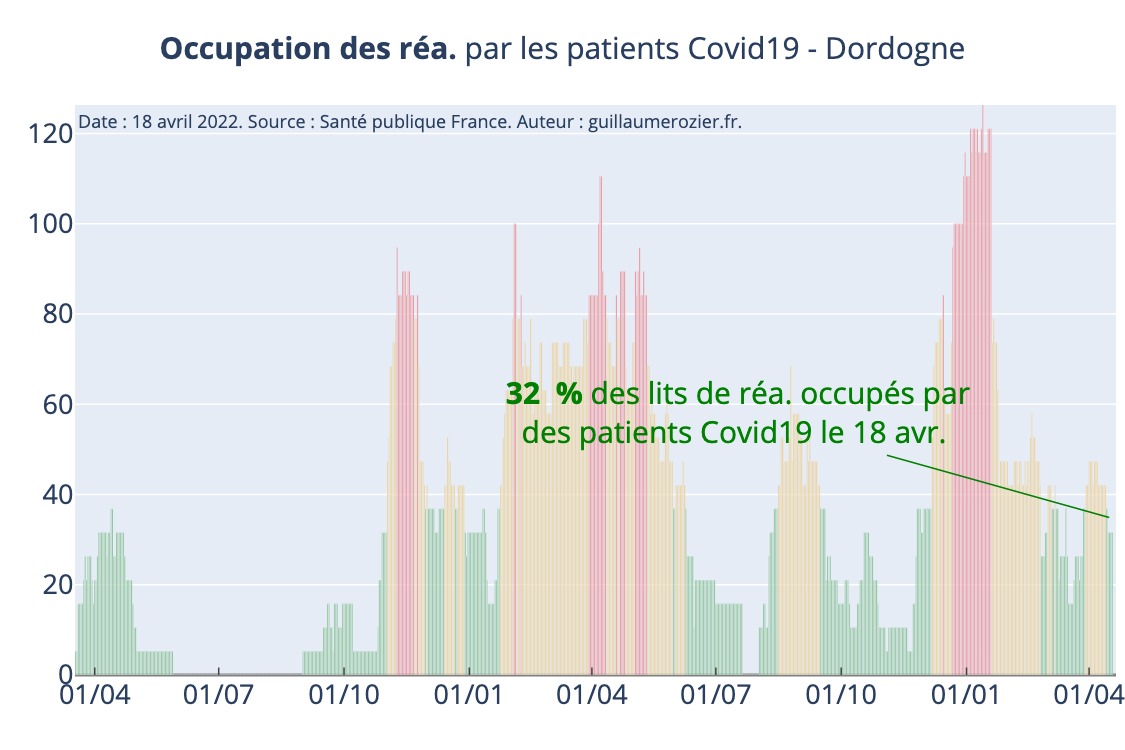 Occupation des réa. par les patients Covid19 - Dordogne
Date : 18 avril 2022. Source : Santé publique France. Auteur : guillaumerozier.fr.
120
100
80
60
40
20
0
32 % des lits de réa. occupés par
des patients Covid19 le 18 avr.
01/04 01/07 01/10 01/01 01/04 01/07 01/10 01/01 01/04